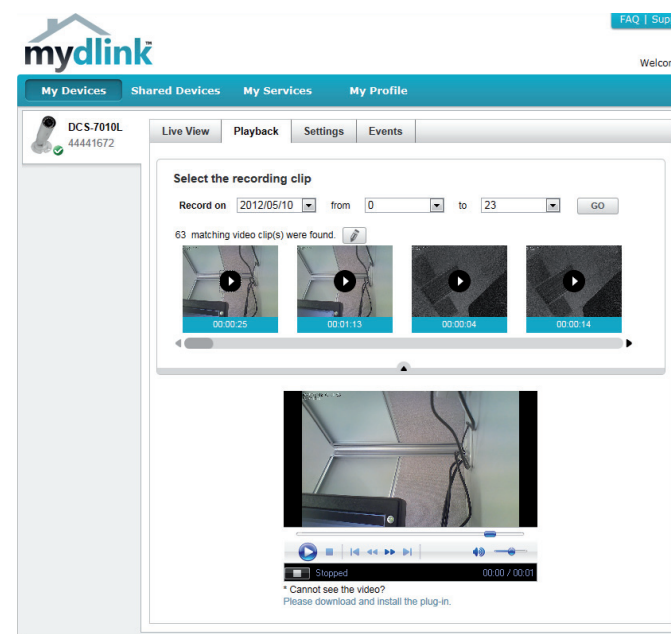 FAQ | Sup
mydlink™
Welcom
My Devices Shared Devices My Services My Profile
DCS-7010L
44441672
Live View Playback Settings Events
Select the recording clip
Record on 2012/05/10 from 0 to 23 GO
63 matching video clip(s) were found.
00:00:25 00:01:13 00:00:04 00:00:14
Stopped 00:00 / 00:01
* Cannot see the video?
Please download and install the plug-in.